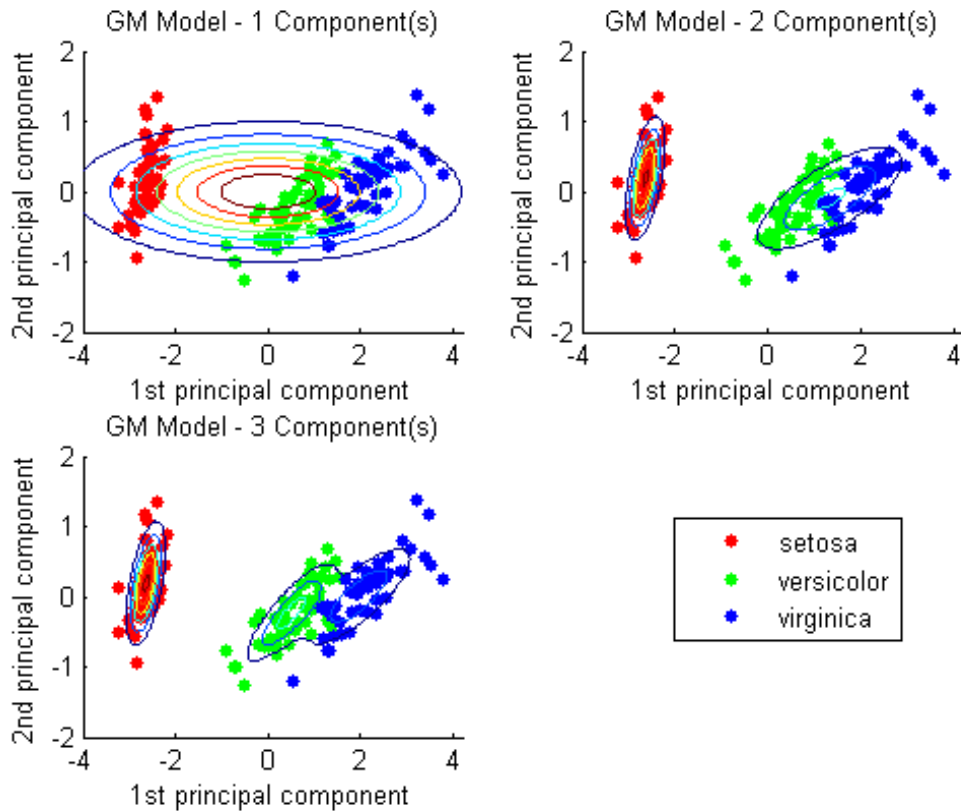 GM Model - 1 Component(s)
2
1
0
-1
-2
-4
-2
0
2
4
2nd principal component
1st principal component
GM Model - 2 Component(s)
2
1
0
-1
-2
-4
-2
0
2
4
2nd principal component
1st principal component
GM Model - 3 Component(s)
2
1
0
-1
-2
-4
-2
0
2
4
2nd principal component
1st principal component
setosa
versicolor
virginica